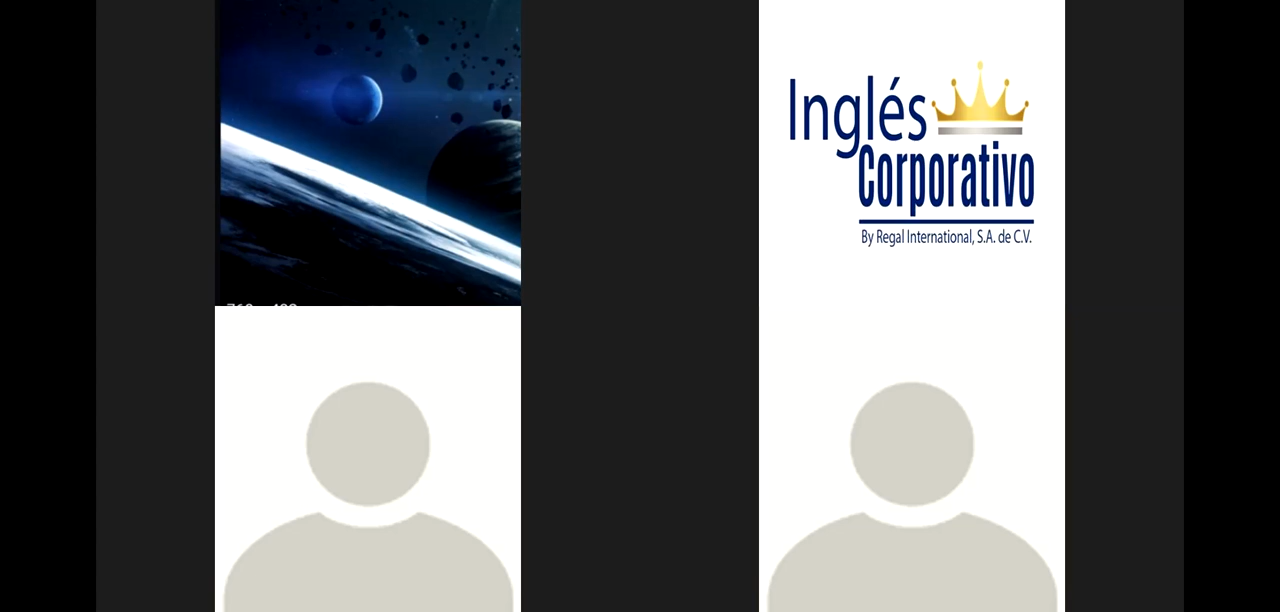 Inglés
Corporativo
By Regal International, S.A. de C.V.